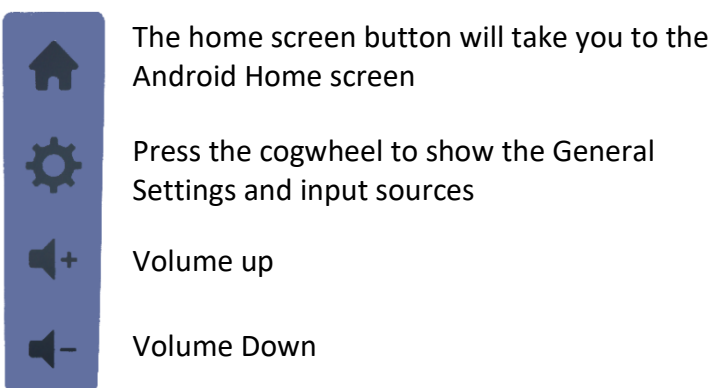 The home screen button will take you to the
Android Home screen
Press the cogwheel to show the General
Settings and input sources
Volume up
Volume Down